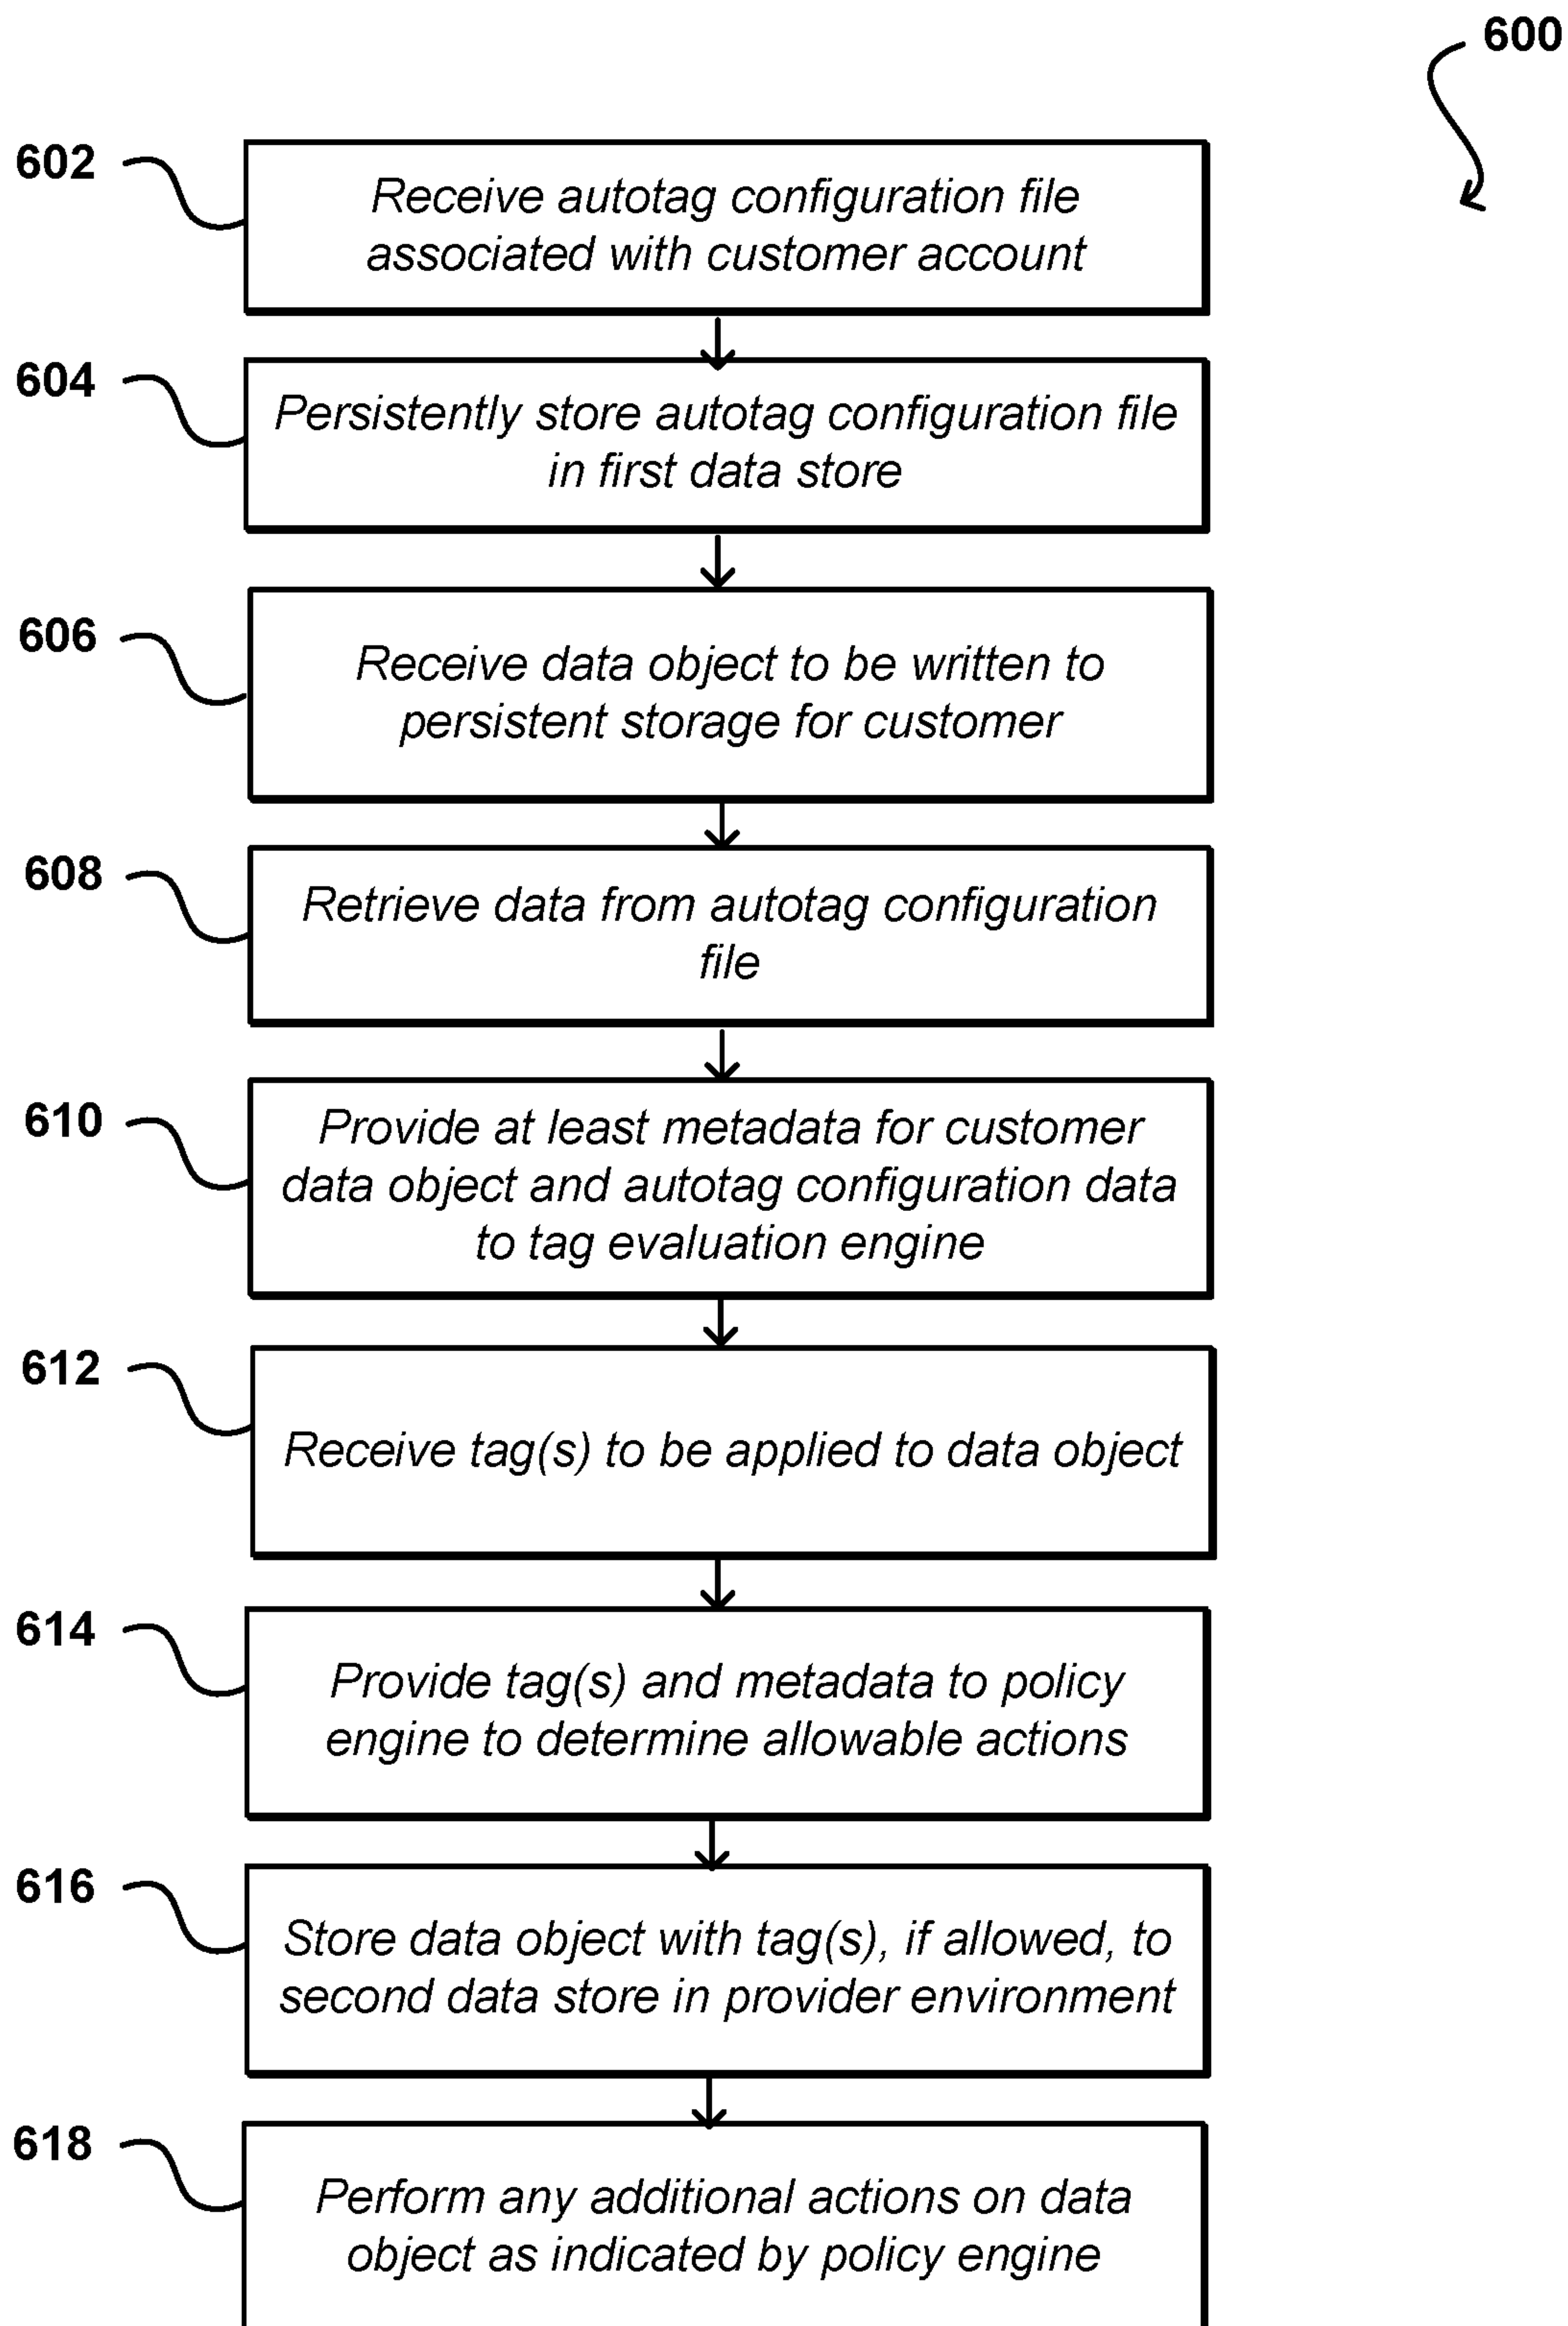 600
602
Receive autotag configuration file
associated with customer account
604
Persistently store autotag configuration file
in first data store
606
Receive data object to be written to
persistent storage for customer
608
Retrieve data from autotag configuration
file
610
Provide at least metadata for customer
data object and autotag configuration data
to tag evaluation engine
612
Receive tag(s) to be applied to data object
614
Provide tag(s) and metadata to policy
engine to determine allowable actions
616
Store data object with tag(s), if allowed, to
second data store in provider environment
618
Perform any additional actions on data
object as indicated by policy engine